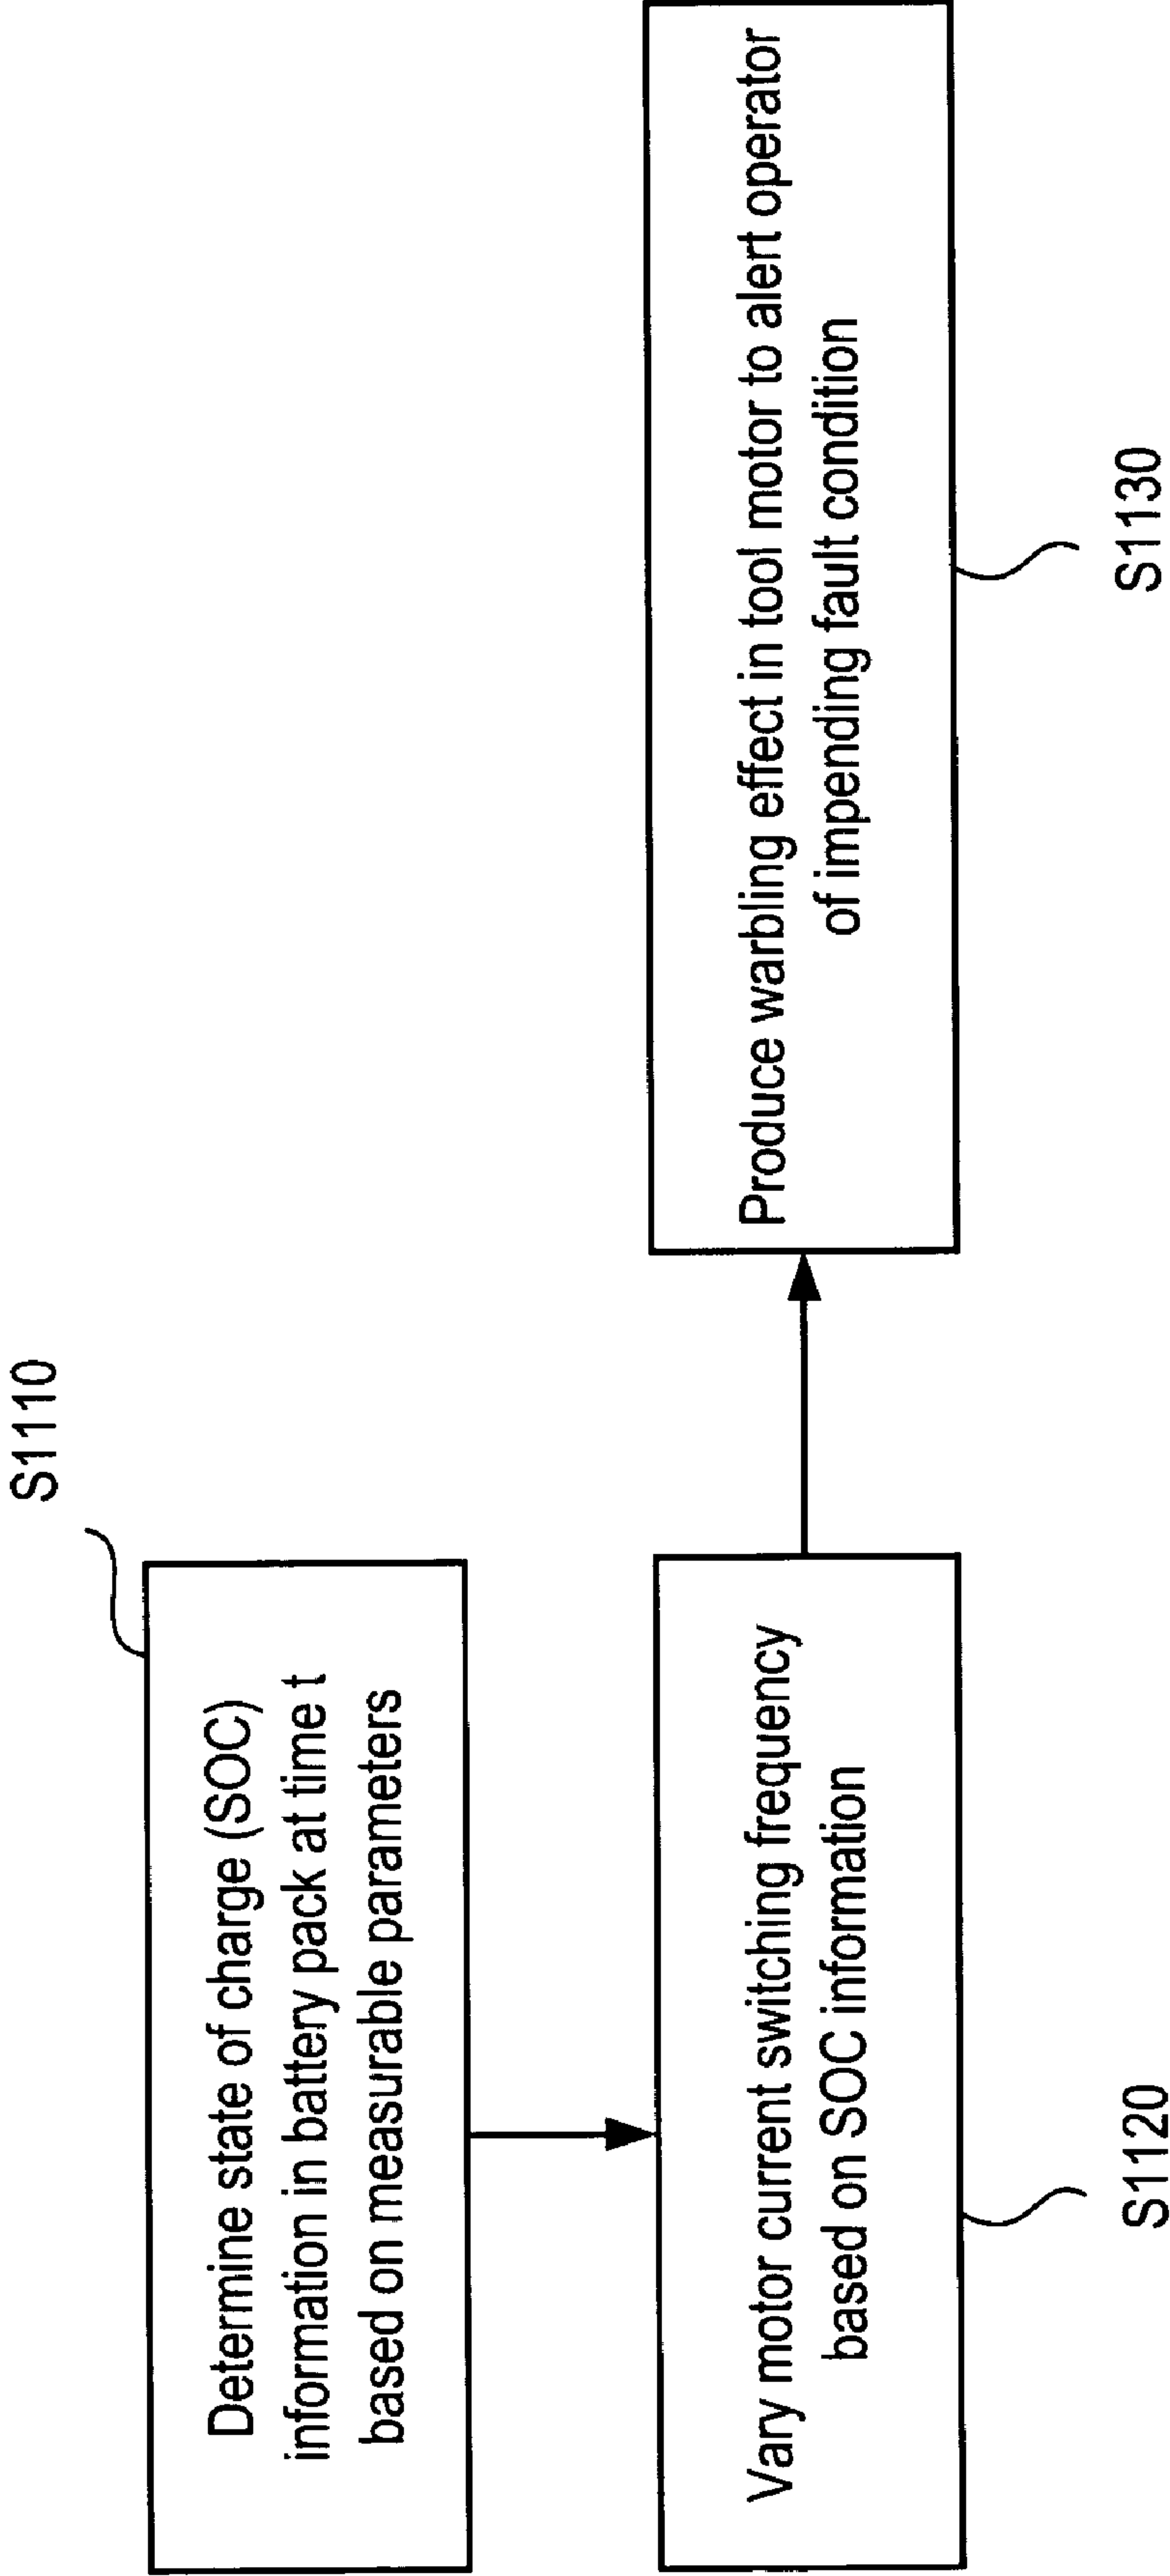 S1110
Determine state of charge (SOC)
information in battery pack at time t
based on measurable parameters
Vary motor current switching frequency
based on SOC information
S1120
Produce warbling effect in tool motor to alert operator
of impending fault condition
S1130